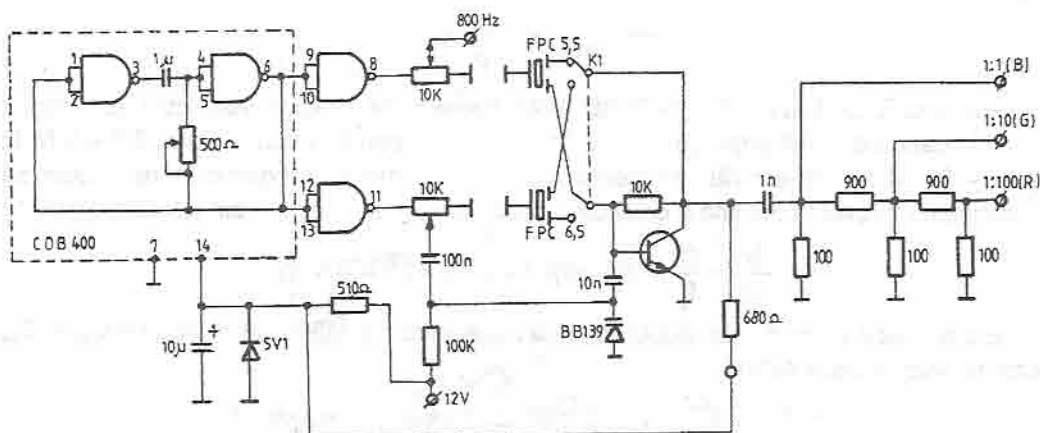 800 Hz
1 2 3 1µ 4 5 6 9 10 8
10K
FPC 5,5
K1
1:1 (B)
1:10(G)
1:100(R)
500Ω
12 13 11
10K
FPC 6,5
10K
1n
900
900
100
100
100
COB 400
7
14
100n
10n
510Ω
10µ
+
5V1
100K
BB139
680Ω
12V